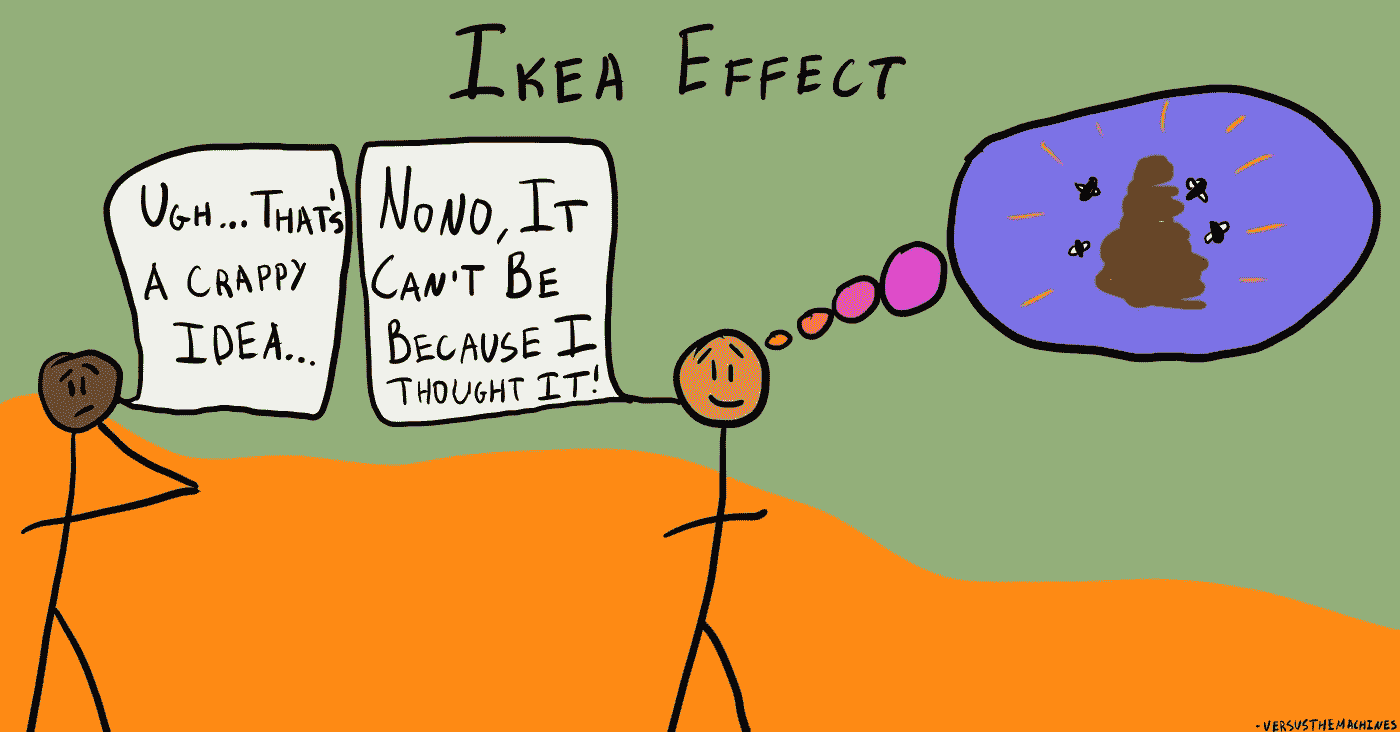 IKEA EFFECT
UGH...THAT'S
A CRAPPY
IDEA...
NONO, IT
CAN'T BE
BECAUSE I
THOUGHT IT!
-VERSUSTHEMACHINES